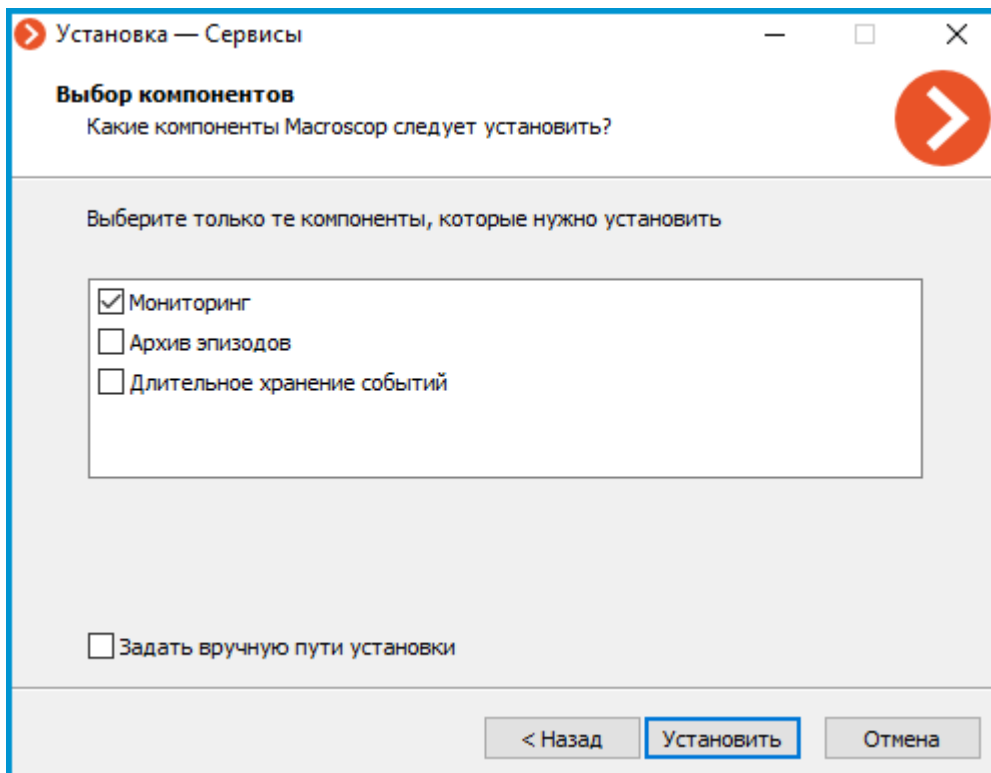 Установка — Сервисы
Выбор компонентов
Какие компоненты Macroscop следует установить?
Выберите только те компоненты, которые нужно установить
Мониторинг
Архив эпизодов
Длительное хранение событий
Задать вручную пути установки
< Назад
Установить
Отмена